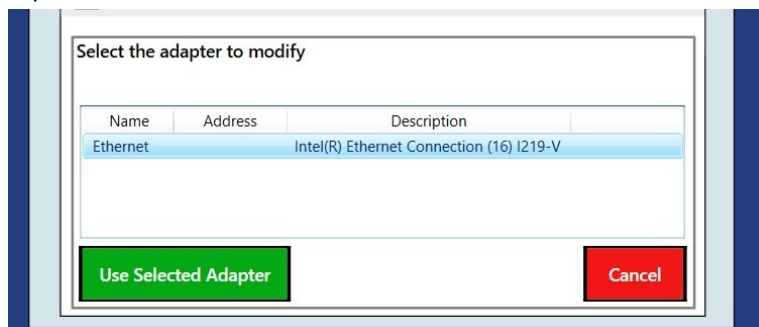 Select the adapter to modify
Name Address Description
Ethernet Intel(R) Ethernet Connection (16) I219-V
Use Selected Adapter Cancel